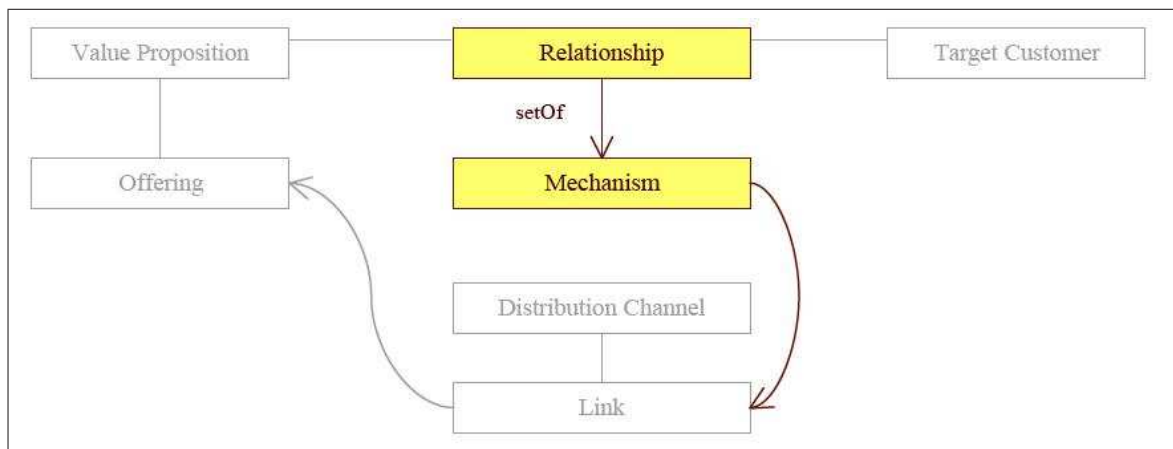 Value Proposition
Relationship
Target Customer
setOf
Offering
Mechanism
Distribution Channel
Link